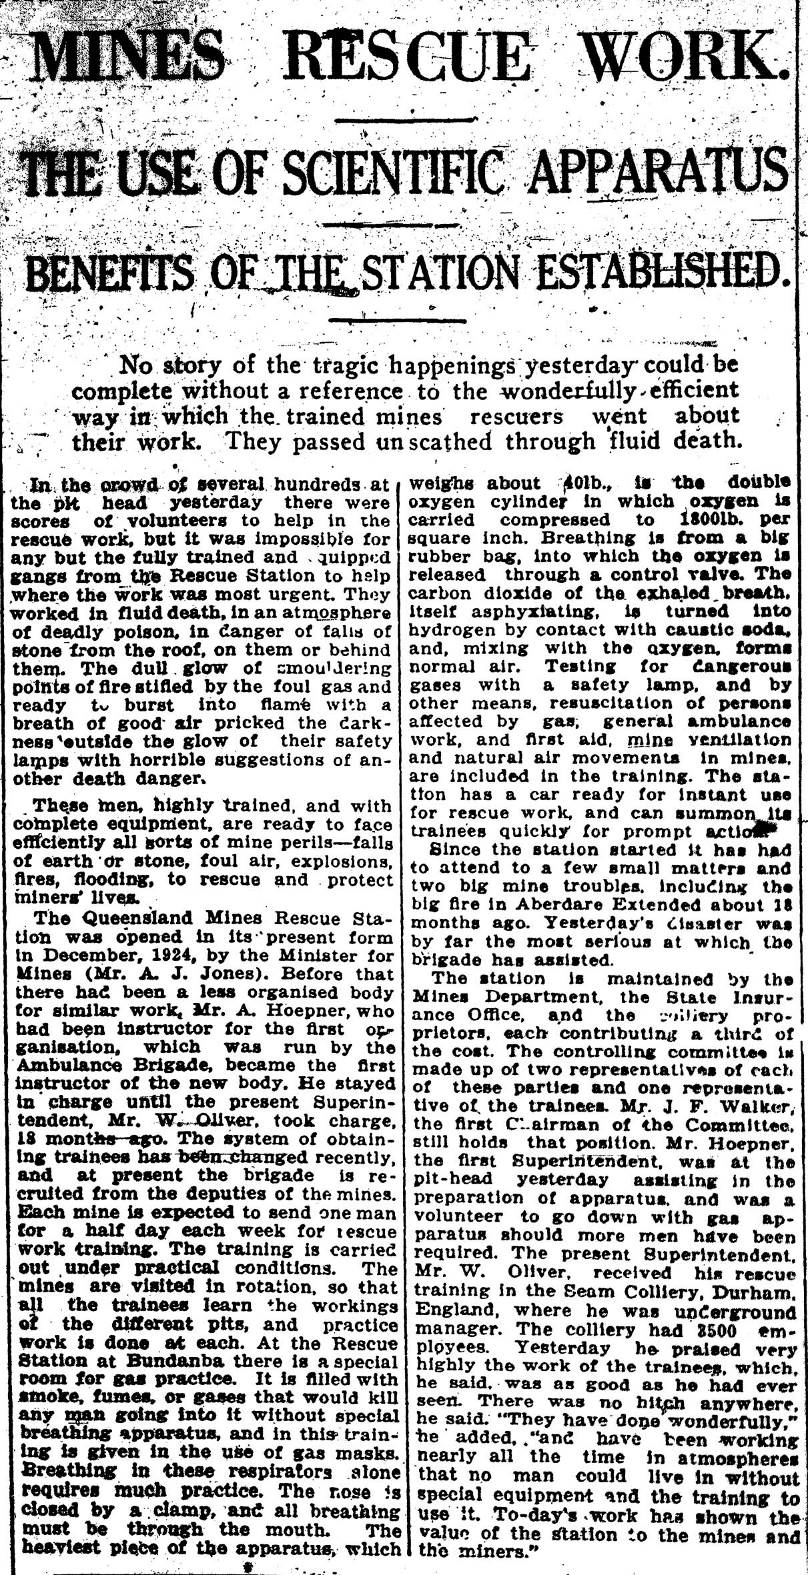 MINES RESCUE WORK.
THE USE OF SCIENTIFIC APPARATUS
BENEFITS OF THE STATION ESTABLISHED.
No story of the tragic happenings yesterday could be
complete without a reference to the wonderfully efficient
way in which the trained mines rescuers went about
their work. They passed unscathed through fluid death.
In the crowd of several hundreds at
the pit head yesterday there were
scores of volunteers to help in the
rescue work, but it was impossible for
any but the fully trained and quipped
gangs from the Rescue Station to help
where the work was most urgent. They
worked in fluid death, in an atmosphere
of deadly poison, in danger of falls of
stone from the roof, on them or behind
them. The dull glow of smouldering
points of fire stifled by the foul gas and
ready to burst into flame with a
breath of good air pricked the dark-
ness outside the glow of their safety
lamps with horrible suggestions of an-
other death danger.
These men, highly trained, and with
complete equipment, are ready to face
efficiently all sorts of mine perils—falls
of earth or stone, foul air, explosions,
fires, flooding, to rescue and protect
miners' lives.
The Queensland Mines Rescue Sta-
tion was opened in its present form
in December, 1924, by the Minister for
Mines (Mr. A. J. Jones). Before that
there had been a less organised body
for similar work, Mr. A. Hoepner, who
had been instructor for the first or-
ganisation, which was run by the
Ambulance Brigade, became the first
instructor of the new body. He stayed
in charge until the present Superin-
tendent, Mr. W. Oliver, took charge,
18 months ago. The system of obtain-
ing trainees has been changed recently,
and at present the brigade is re-
cruited from the deputies of the mines.
Each mine is expected to send one man
for a half day each week for rescue
work training. The training is carried
out under practical conditions. The
mines are visited in rotation, so that
all the trainees learn the workings
of the different pits, and practice
work is done at each. At the Rescue
Station at Bundanba there is a special
room for gas practice. It is filled with
smoke, fumes, or gases that would kill
any man going into it without special
breathing apparatus, and in this train-
ing is given in the use of gas masks.
Breathing in these respirators alone
requires much practice. The nose is
closed by a clamp, and all breathing
must be through the mouth. The
heaviest piece of the apparatus, which
weighs about 40lb., is the double
oxygen cylinder in which oxygen is
carried compressed to 1800lb. per
square inch. Breathing is from a big
rubber bag, into which the oxygen is
released through a control valve. The
carbon dioxide of the exhaled breath,
itself asphyxiating, is turned into
hydrogen by contact with caustic soda,
and, mixing with the oxygen, forms
normal air. Testing for dangerous
gases with a safety lamp, and by
other means, resuscitation of persons
affected by gas, general ambulance
work, and first aid, mine ventilation
and natural air movements in mines,
are included in the training. The sta-
tion has a car ready for instant use
for rescue work, and can summon its
trainees quickly for prompt action
Since the station started it has had
to attend to a few small matters and
two big mine troubles, including the
big fire in Aberdare Extended about 18
months ago. Yesterday's disaster was
by far the most serious at which the
brigade has assisted.
The station is maintained by the
Mines Department, the State Insur-
ance Office, and the colliery pro-
prietors, each contributing a third of
the cost. The controlling committee is
made up of two representatives of each
of these parties and one representa-
tive of the trainees. Mr. J. F. Walker,
the first Chairman of the Committee,
still holds that position. Mr. Hoepner,
the first Superintendent, was at the
pit-head yesterday assisting in the
preparation of apparatus, and was a
volunteer to go down with gas ap-
paratus should more men have been
required. The present Superintendent,
Mr. W. Oliver, received his rescue
training in the Seam Colliery, Durham,
England, where he was underground
manager. The colliery had 3500 em-
ployees. Yesterday he praised very
highly the work of the trainees, which,
he said, was as good as he had ever
seen. There was no hitch anywhere,
he said. "They have done wonderfully,"
he added, "and have been working
nearly all the time in atmospheres
that no man could live in without
special equipment and the training to
use it. To-day's work has shown the
value of the station to the mines and
the miners."